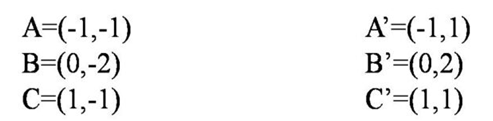 A=(-1,-1) A’=(-1,1)
B=(0,-2) B’=(0,2)
C=(1,-1) C’=(1,1)